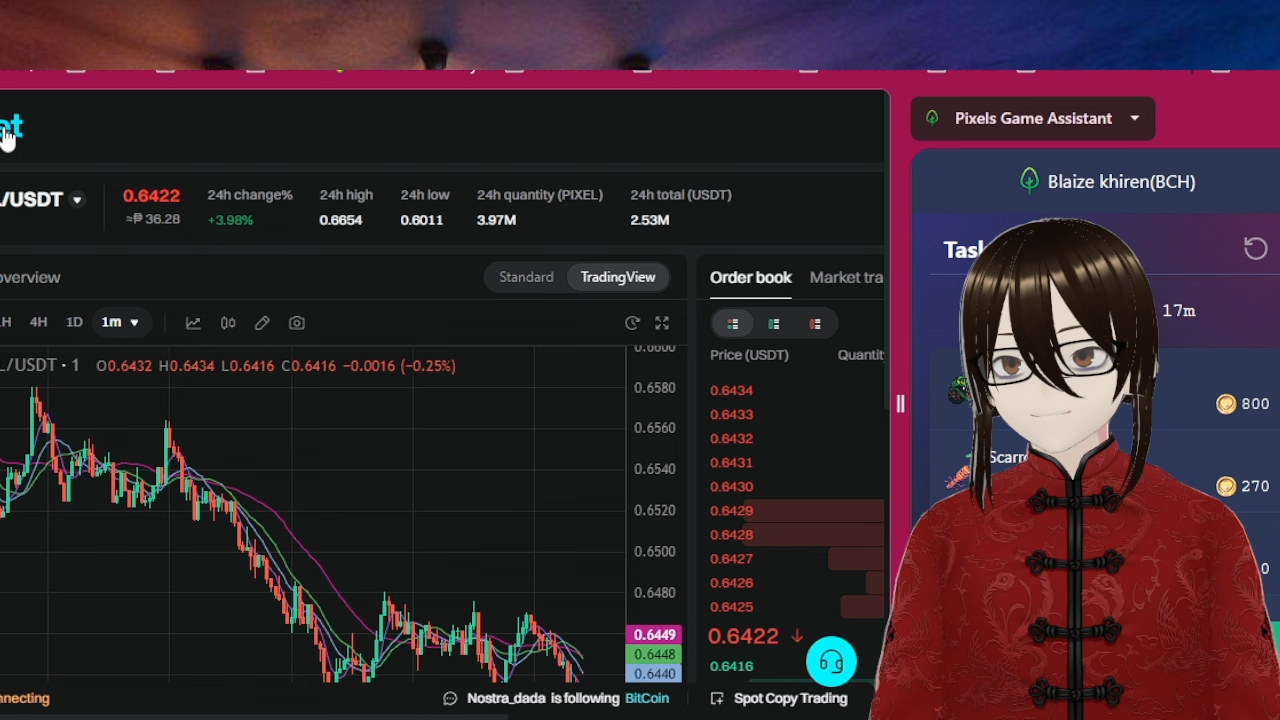 Pixels Game Assistant
et
Blaize khiren(BCH)
/USDT
0.6422
≈₱ 36.28
24h change%
+3.98%
24h high
0.6654
24h low
0.6011
24h quantity (PIXEL)
3.97M
24h total (USDT)
2.53M
Task
17m
overview
Standard
TradingView
Order book
Market tra
H
4H
1D
1m
L/USDT · 1 O0.6432 H0.6434 L0.6416 C0.6416 −0.0016 (−0.25%)
0.6600
0.6580
0.6560
0.6540
0.6520
0.6500
0.6480
0.6449
0.6448
0.6440
Price (USDT)
Quantit
0.6434
0.6433
0.6432
0.6431
0.6430
0.6429
0.6428
0.6427
0.6426
0.6425
0.6422
0.6416
800
Scarr
270
0
nnecting
Nostra_dada is following BitCoin
Spot Copy Trading